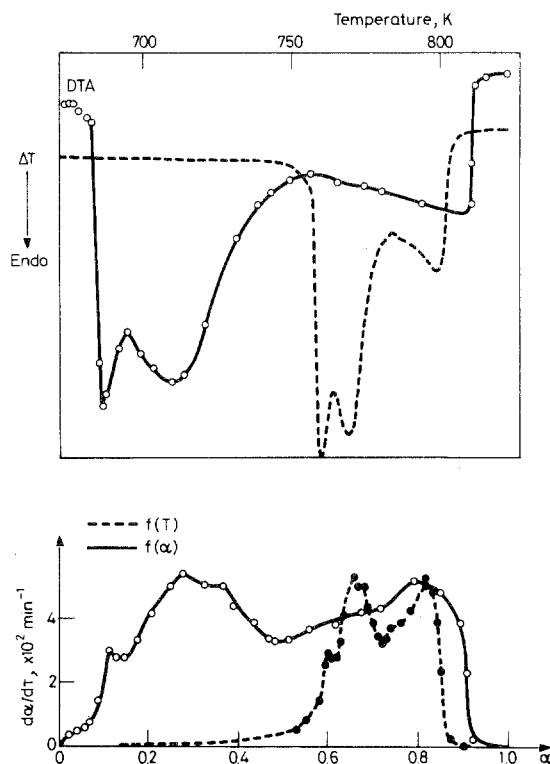 Temperature, K
700 750 800
DTA
ΔT
Endo
f(T)
f(α)
dα/dτ, ×10² min⁻¹
4
2
0
0 0.2 0.4 0.6 0.8 1.0 α